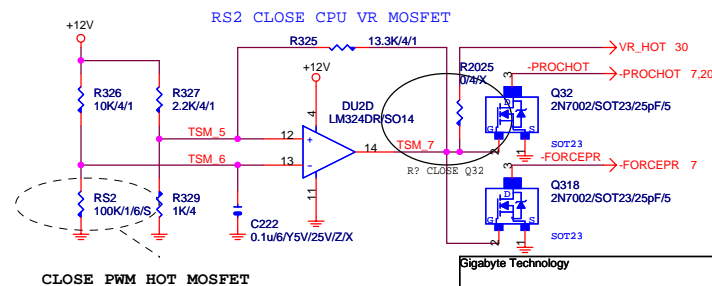 RS2 CLOSE CPU VR MOSFET
+12V
R325
13.3K/4/1
VR_HOT 30
+12V
R2025
0/4/X
-PROCHOT
-PROCHOT 7,20
R326
10K/4/1
R327
2.2K/4/1
DU2D
LM324DR/SO14
Q32
2N7002/SOT23/25pF/5
3
D
G
S
2
1
SOT23
4
TSM_5
12
+
TSM_6
13
-
14
TSM_7
11
R? CLOSE Q32
-FORCEPR
-FORCEPR 7
3
Q318
2N7002/SOT23/25pF/5
D
G
S
2
1
SOT23
RS2
100K/1/6/S
R329
1K/4
C222
0.1u/6/Y5V/25V/Z/X
Gigabyte Technology
CLOSE PWM HOT MOSFET